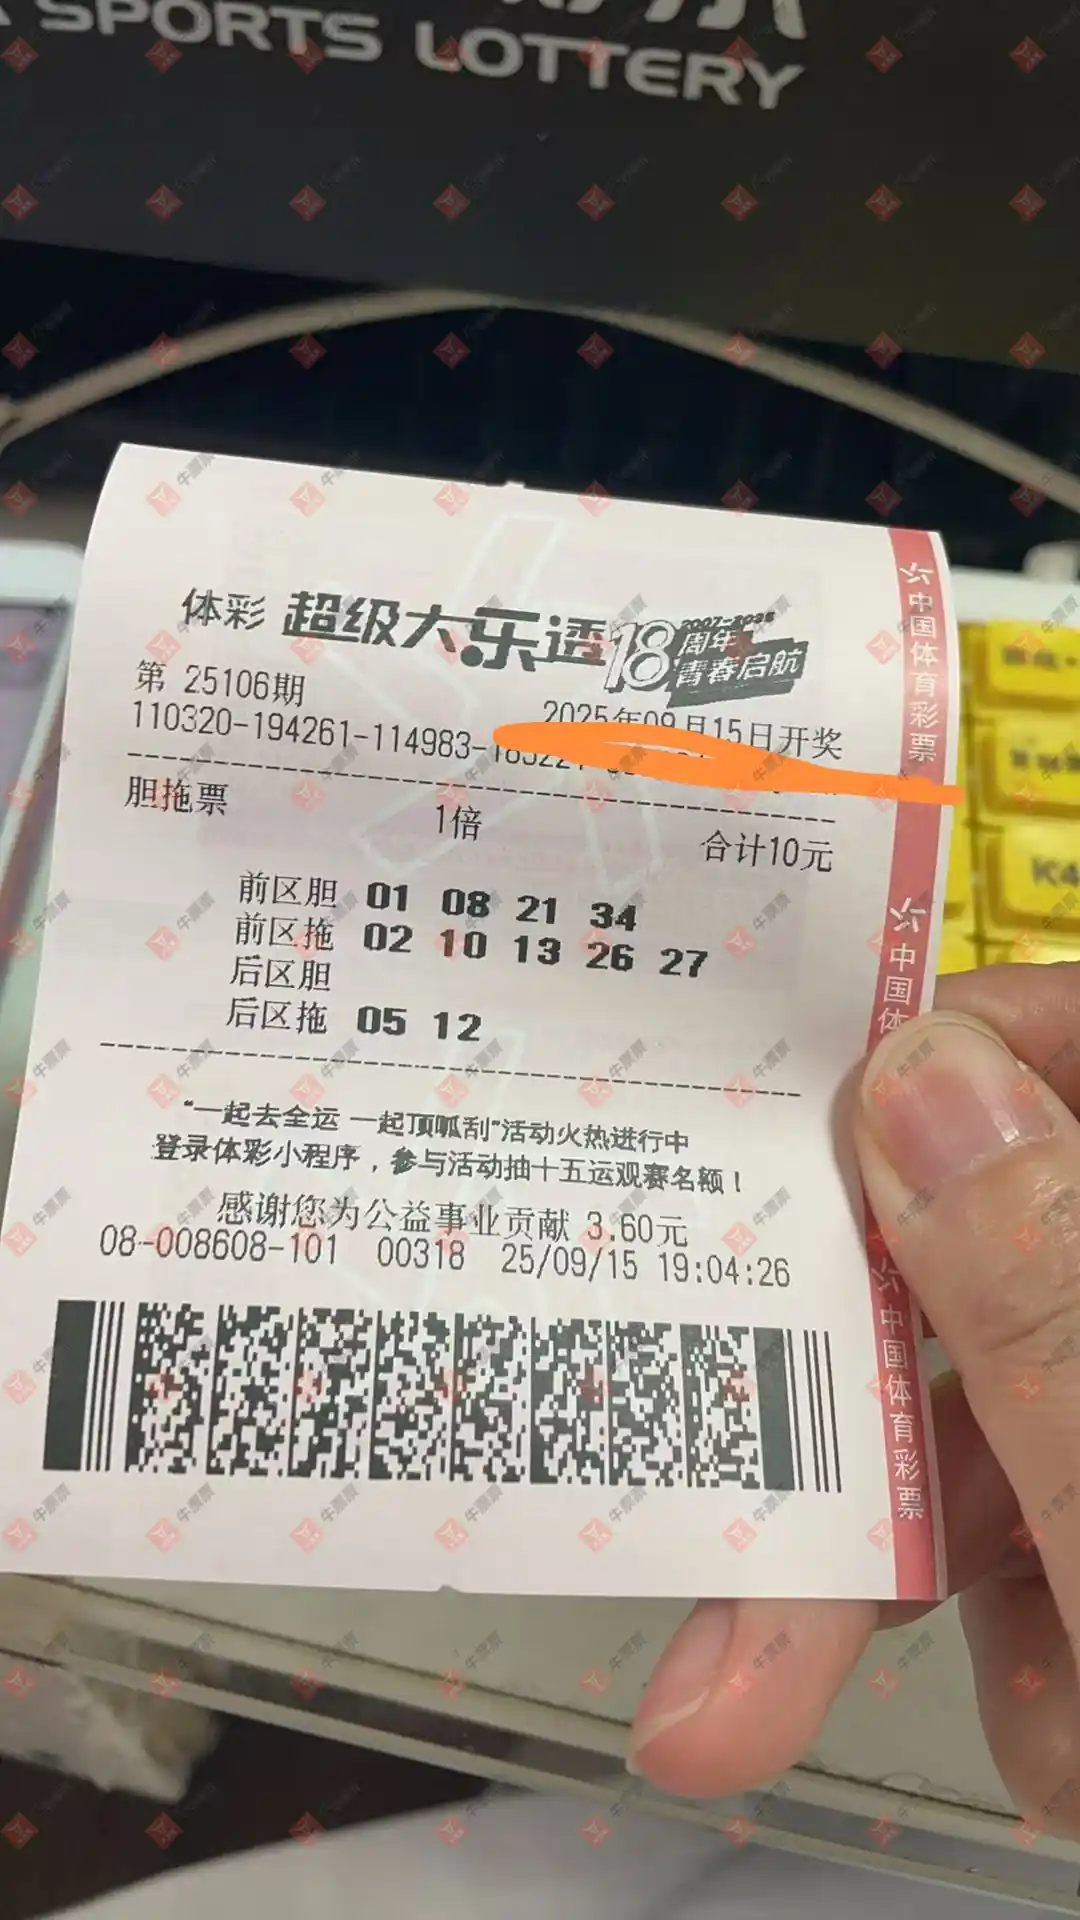 SPORTS LOTTERY
体彩 超级大乐透 18周年 青春启航
第 25106期
2025年09月15日开奖
110320-194261-114983-
胆拖票 1倍 合计10元
前区胆 01 08 21 34
前区拖 02 10 13 26 27
后区胆
后区拖 05 12
“一起去全运 一起顶呱刮”活动火热进行中
登录体彩小程序，参与活动抽十五运观赛名额！
感谢您为公益事业贡献 3.60元
08-008608-101 00318 25/09/15 19:04:26
中国体育彩票
中国体
中国体育彩票
K4
牛票票